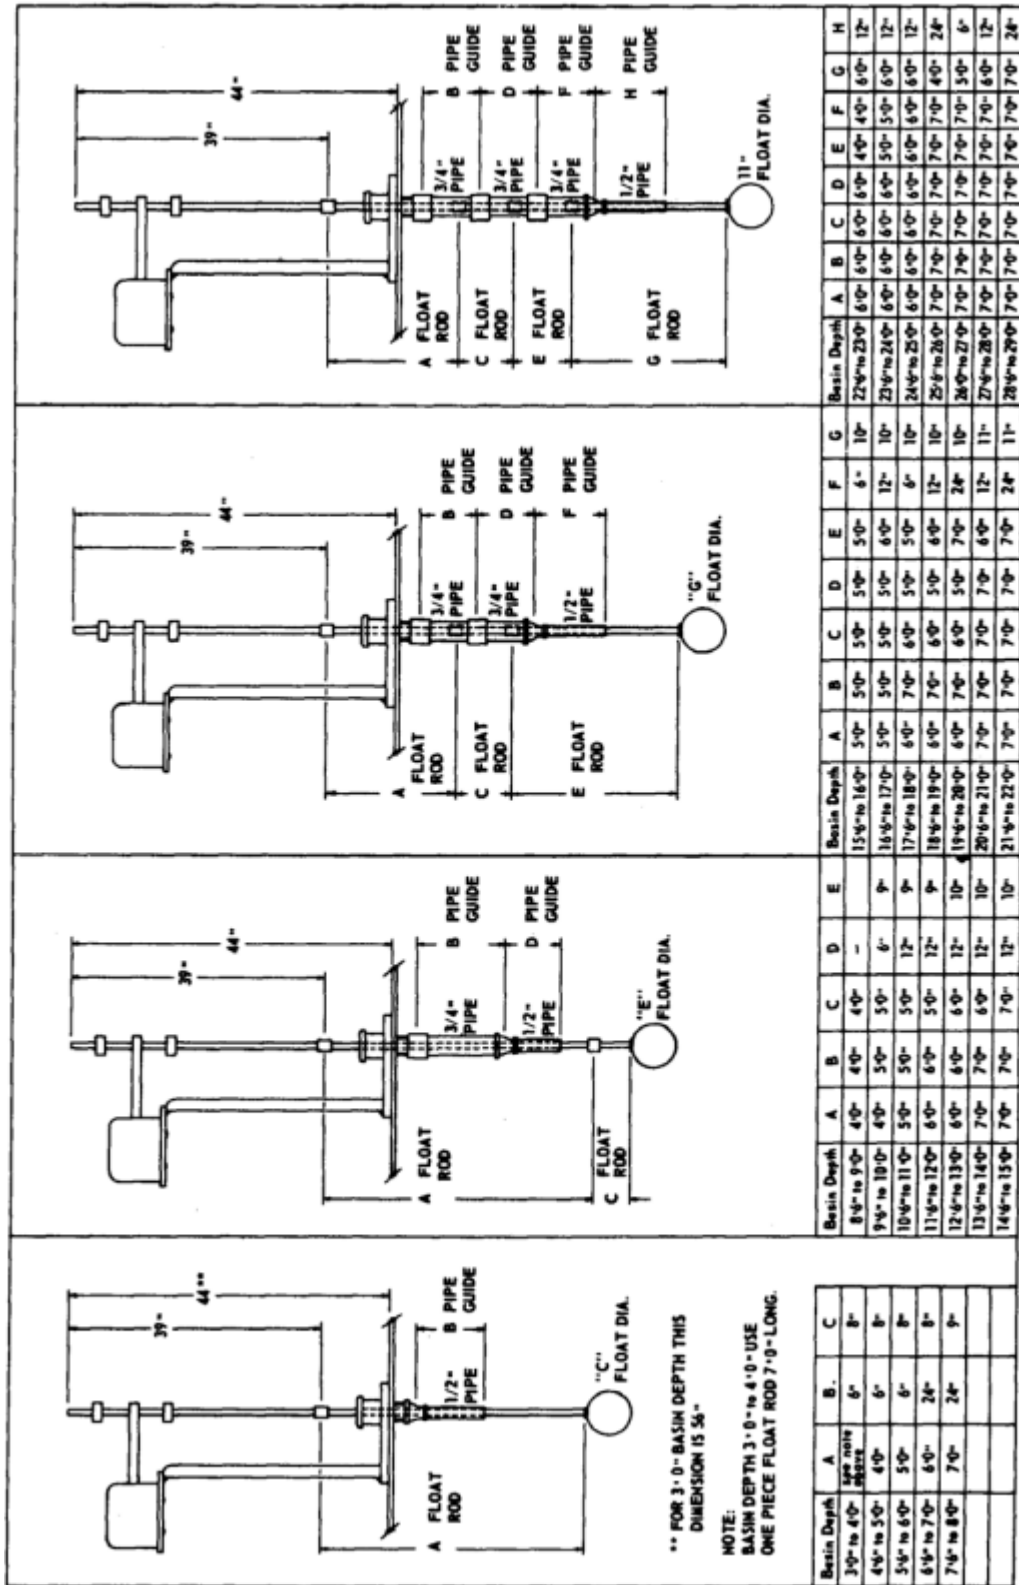 39"
44**
B PIPE GUIDE
1/2" PIPE
A FLOAT ROD
"C" FLOAT DIA.
** FOR 3'0" BASIN DEPTH THIS
DIMENSION IS 56"
NOTE:
BASIN DEPTH 3'0" to 4'0" USE
ONE PIECE FLOAT ROD 7'0" LONG.
Basin Depth A B. C
3'0" to 4'0" see note above 6" 8"
4'6" to 5'0" 4'0" 6" 8"
5'6" to 6'0" 5'0" 6" 8"
6'6" to 7'0" 6'0" 24" 8"
7'6" to 8'0" 7'0" 24" 9"
39"
44"
B PIPE GUIDE
3/4" PIPE
D PIPE GUIDE
1/2" PIPE
A FLOAT ROD
C FLOAT ROD
"E" FLOAT DIA.
Basin Depth A B C D E
8'6" to 9'0" 4'0" 4'0" 4'0" -
9'6" to 10'0" 4'0" 5'0" 5'0" 6" 9"
10'6" to 11'0" 5'0" 5'0" 5'0" 12" 9"
11'6" to 12'0" 6'0" 6'0" 5'0" 12" 9"
12'6" to 13'0" 6'0" 6'0" 6'0" 12" 10"
13'6" to 14'0" 7'0" 7'0" 6'0" 12" 10"
14'6" to 15'0" 7'0" 7'0" 7'0" 12" 10"
39"
44"
B PIPE GUIDE
3/4" PIPE
D PIPE GUIDE
3/4" PIPE
F PIPE GUIDE
1/2" PIPE
A FLOAT ROD
C FLOAT ROD
E FLOAT ROD
"G" FLOAT DIA.
Basin Depth A B C D E F G
15'6" to 16'0" 5'0" 5'0" 5'0" 5'0" 5'0" 6" 10"
16'6" to 17'0" 5'0" 5'0" 5'0" 5'0" 6'0" 12" 10"
17'6" to 18'0" 6'0" 7'0" 6'0" 5'0" 5'0" 6" 10"
18'6" to 19'0" 6'0" 7'0" 6'0" 5'0" 6'0" 12" 10"
19'6" to 20'0" 6'0" 7'0" 6'0" 5'0" 7'0" 24" 10"
20'6" to 21'0" 7'0" 7'0" 7'0" 7'0" 6'0" 12" 11"
21'6" to 22'0" 7'0" 7'0" 7'0" 7'0" 7'0" 24" 11"
39"
44"
B PIPE GUIDE
3/4" PIPE
D PIPE GUIDE
3/4" PIPE
F PIPE GUIDE
3/4" PIPE
H PIPE GUIDE
1/2" PIPE
A FLOAT ROD
C FLOAT ROD
E FLOAT ROD
G FLOAT ROD
11" FLOAT DIA.
Basin Depth A B C D E F G H
22'6" to 23'0" 6'0" 6'0" 6'0" 6'0" 4'0" 4'0" 6'0" 12"
23'6" to 24'0" 6'0" 6'0" 6'0" 6'0" 5'0" 5'0" 6'0" 12"
24'6" to 25'0" 6'0" 6'0" 6'0" 6'0" 6'0" 6'0" 6'0" 12"
25'6" to 26'0" 7'0" 7'0" 7'0" 7'0" 7'0" 7'0" 4'0" 24"
26'0" to 27'0" 7'0" 7'0" 7'0" 7'0" 7'0" 7'0" 5'0" 6"
27'6" to 28'0" 7'0" 7'0" 7'0" 7'0" 7'0" 7'0" 6'0" 12"
28'6" to 29'0" 7'0" 7'0" 7'0" 7'0" 7'0" 7'0" 7'0" 24"